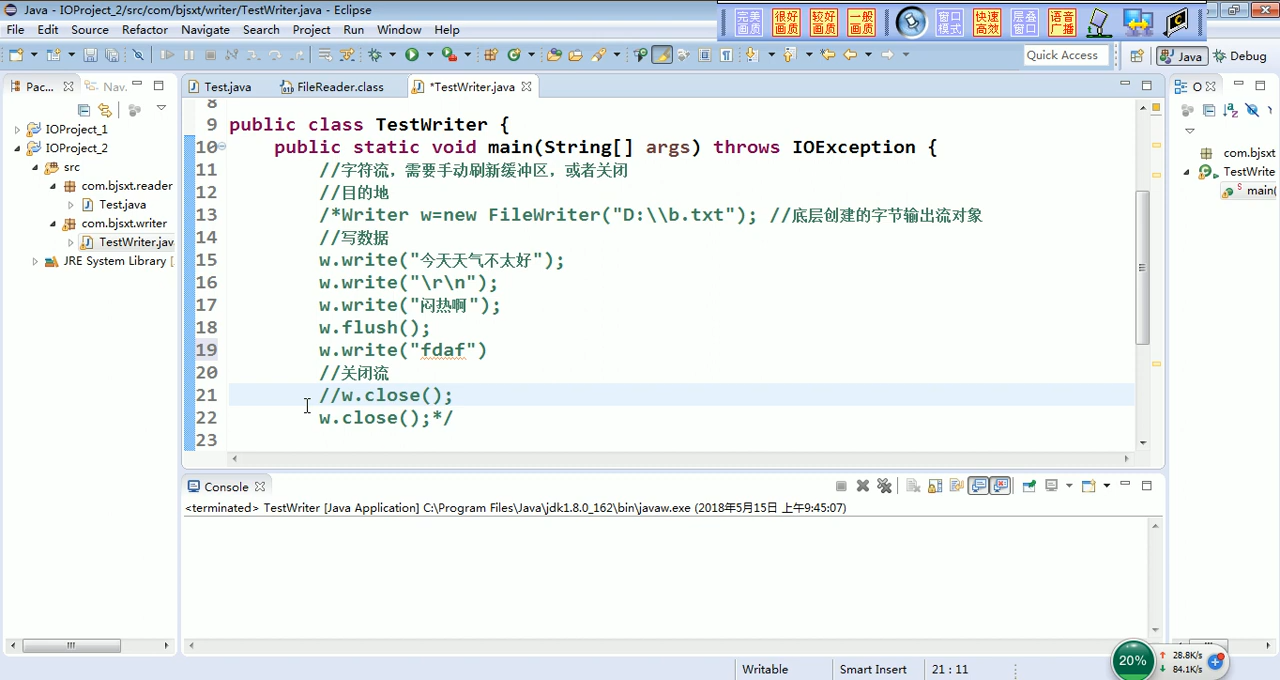 Java - IOProject_2/src/com/bjsxt/writer/TestWriter.java - Eclipse
完美画质 很好画质 较好画质 一般画质 窗口模式 快速高效 层叠窗口 语音广播
File Edit Source Refactor Navigate Search Project Run Window Help
Quick Access Java Debug
Pac... Nav. Test.java FileReader.class *TestWriter.java O
IOProject_1
IOProject_2
src
com.bjsxt.reader
Test.java
com.bjsxt.writer
TestWriter.jav
JRE System Library [
8
9 public class TestWriter {
10 public static void main(String[] args) throws IOException {
11 //字符流，需要手动刷新缓冲区，或者关闭
12 //目的地
13 /*Writer w=new FileWriter("D:\\b.txt"); //底层创建的字节输出流对象
14 //写数据
15 w.write("今天天气不太好");
16 w.write("\r\n");
17 w.write("闷热啊");
18 w.flush();
19 w.write("fdaf")
20 //关闭流
21 //w.close();
22 w.close();*/
23
com.bjsxt
TestWrite
main(
Console
<terminated> TestWriter [Java Application] C:\Program Files\Java\jdk1.8.0_162\bin\javaw.exe (2018年5月15日 上午9:45:07)
Writable Smart Insert 21 : 11
20% 28.8K/s
84.1K/s